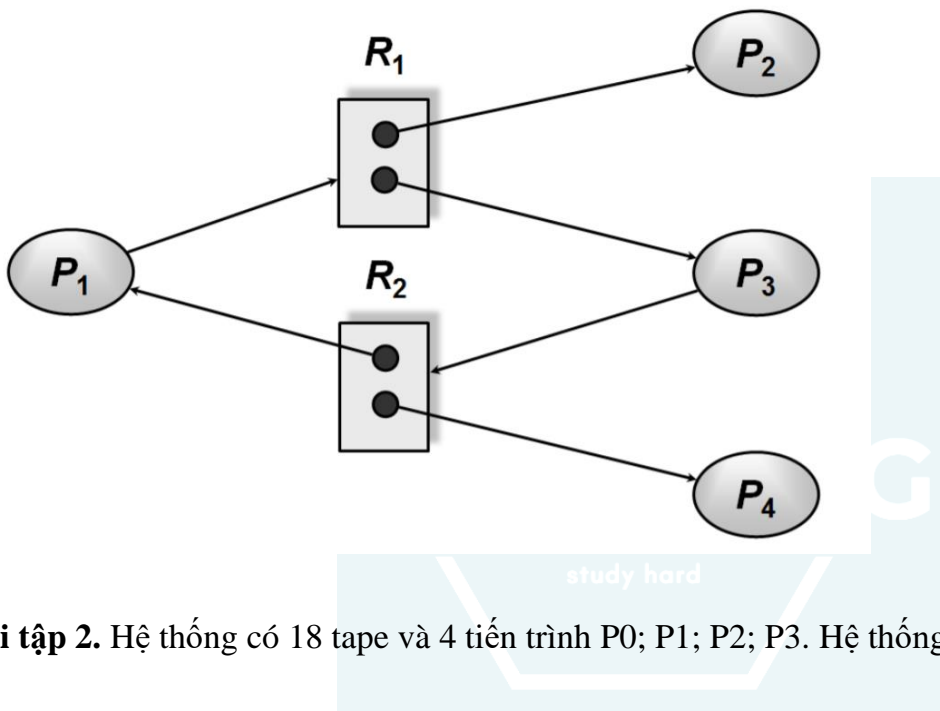 R1
P2
P1
R2
P3
P4
G
study hard
i tập 2. Hệ thống có 18 tape và 4 tiến trình P0; P1; P2; P3. Hệ thống